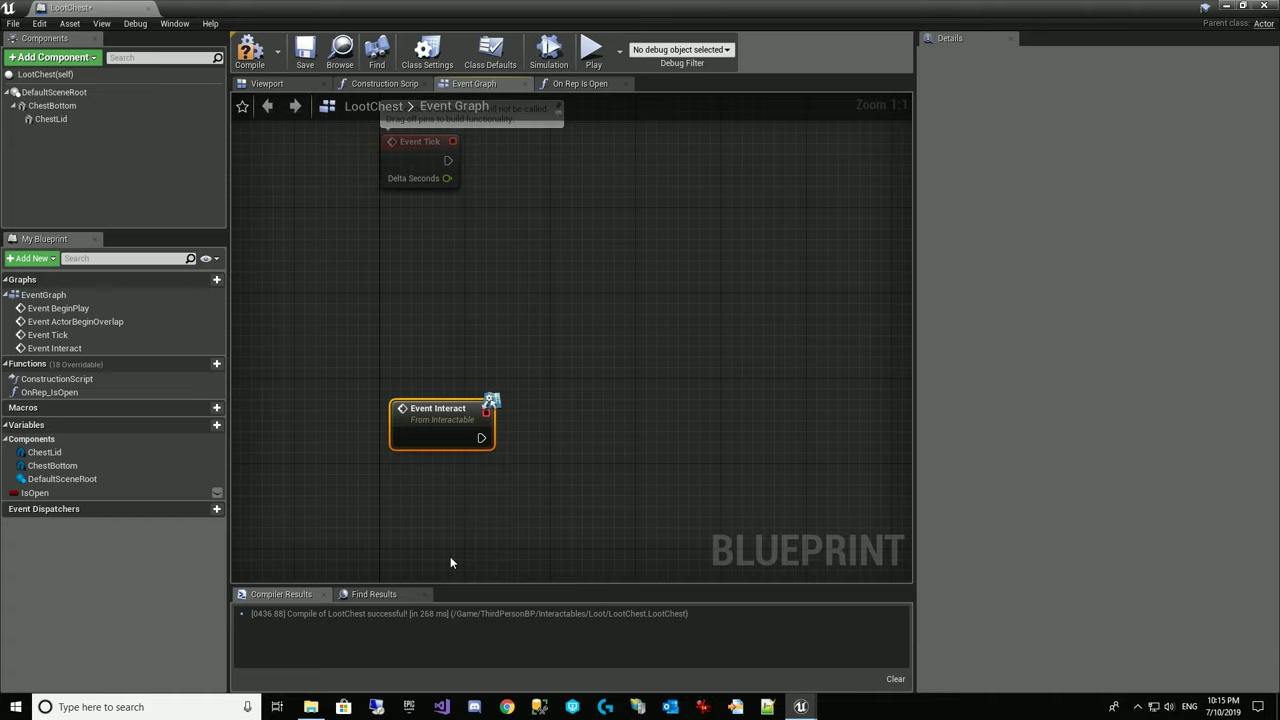 LootChest*
File Edit Asset View Debug Window Help
Parent class: Actor
Components
+Add Component
Search
LootChest(self)
DefaultSceneRoot
ChestBottom
ChestLid
Compile
Save
Browse
Find
Class Settings
Class Defaults
Simulation
Play
No debug object selected
Debug Filter
Details
Viewport
Construction Scrip
Event Graph
On Rep Is Open
LootChest > Event Graph
Zoom 1:1
will not be called.
Drag off pins to build functionality.
Event Tick
Delta Seconds
My Blueprint
+Add New
Search
Graphs
EventGraph
Event BeginPlay
Event ActorBeginOverlap
Event Tick
Event Interact
Functions (18 Overridable)
ConstructionScript
OnRep_IsOpen
Macros
Variables
Components
ChestLid
ChestBottom
DefaultSceneRoot
IsOpen
Event Dispatchers
Event Interact
From Interactable
BLUEPRINT
Compiler Results
Find Results
[0436.88] Compile of LootChest successful! [in 268 ms] (/Game/ThirdPersonBP/Interactables/Loot/LootChest.LootChest)
Clear
Type here to search
ENG
10:15 PM
7/10/2019